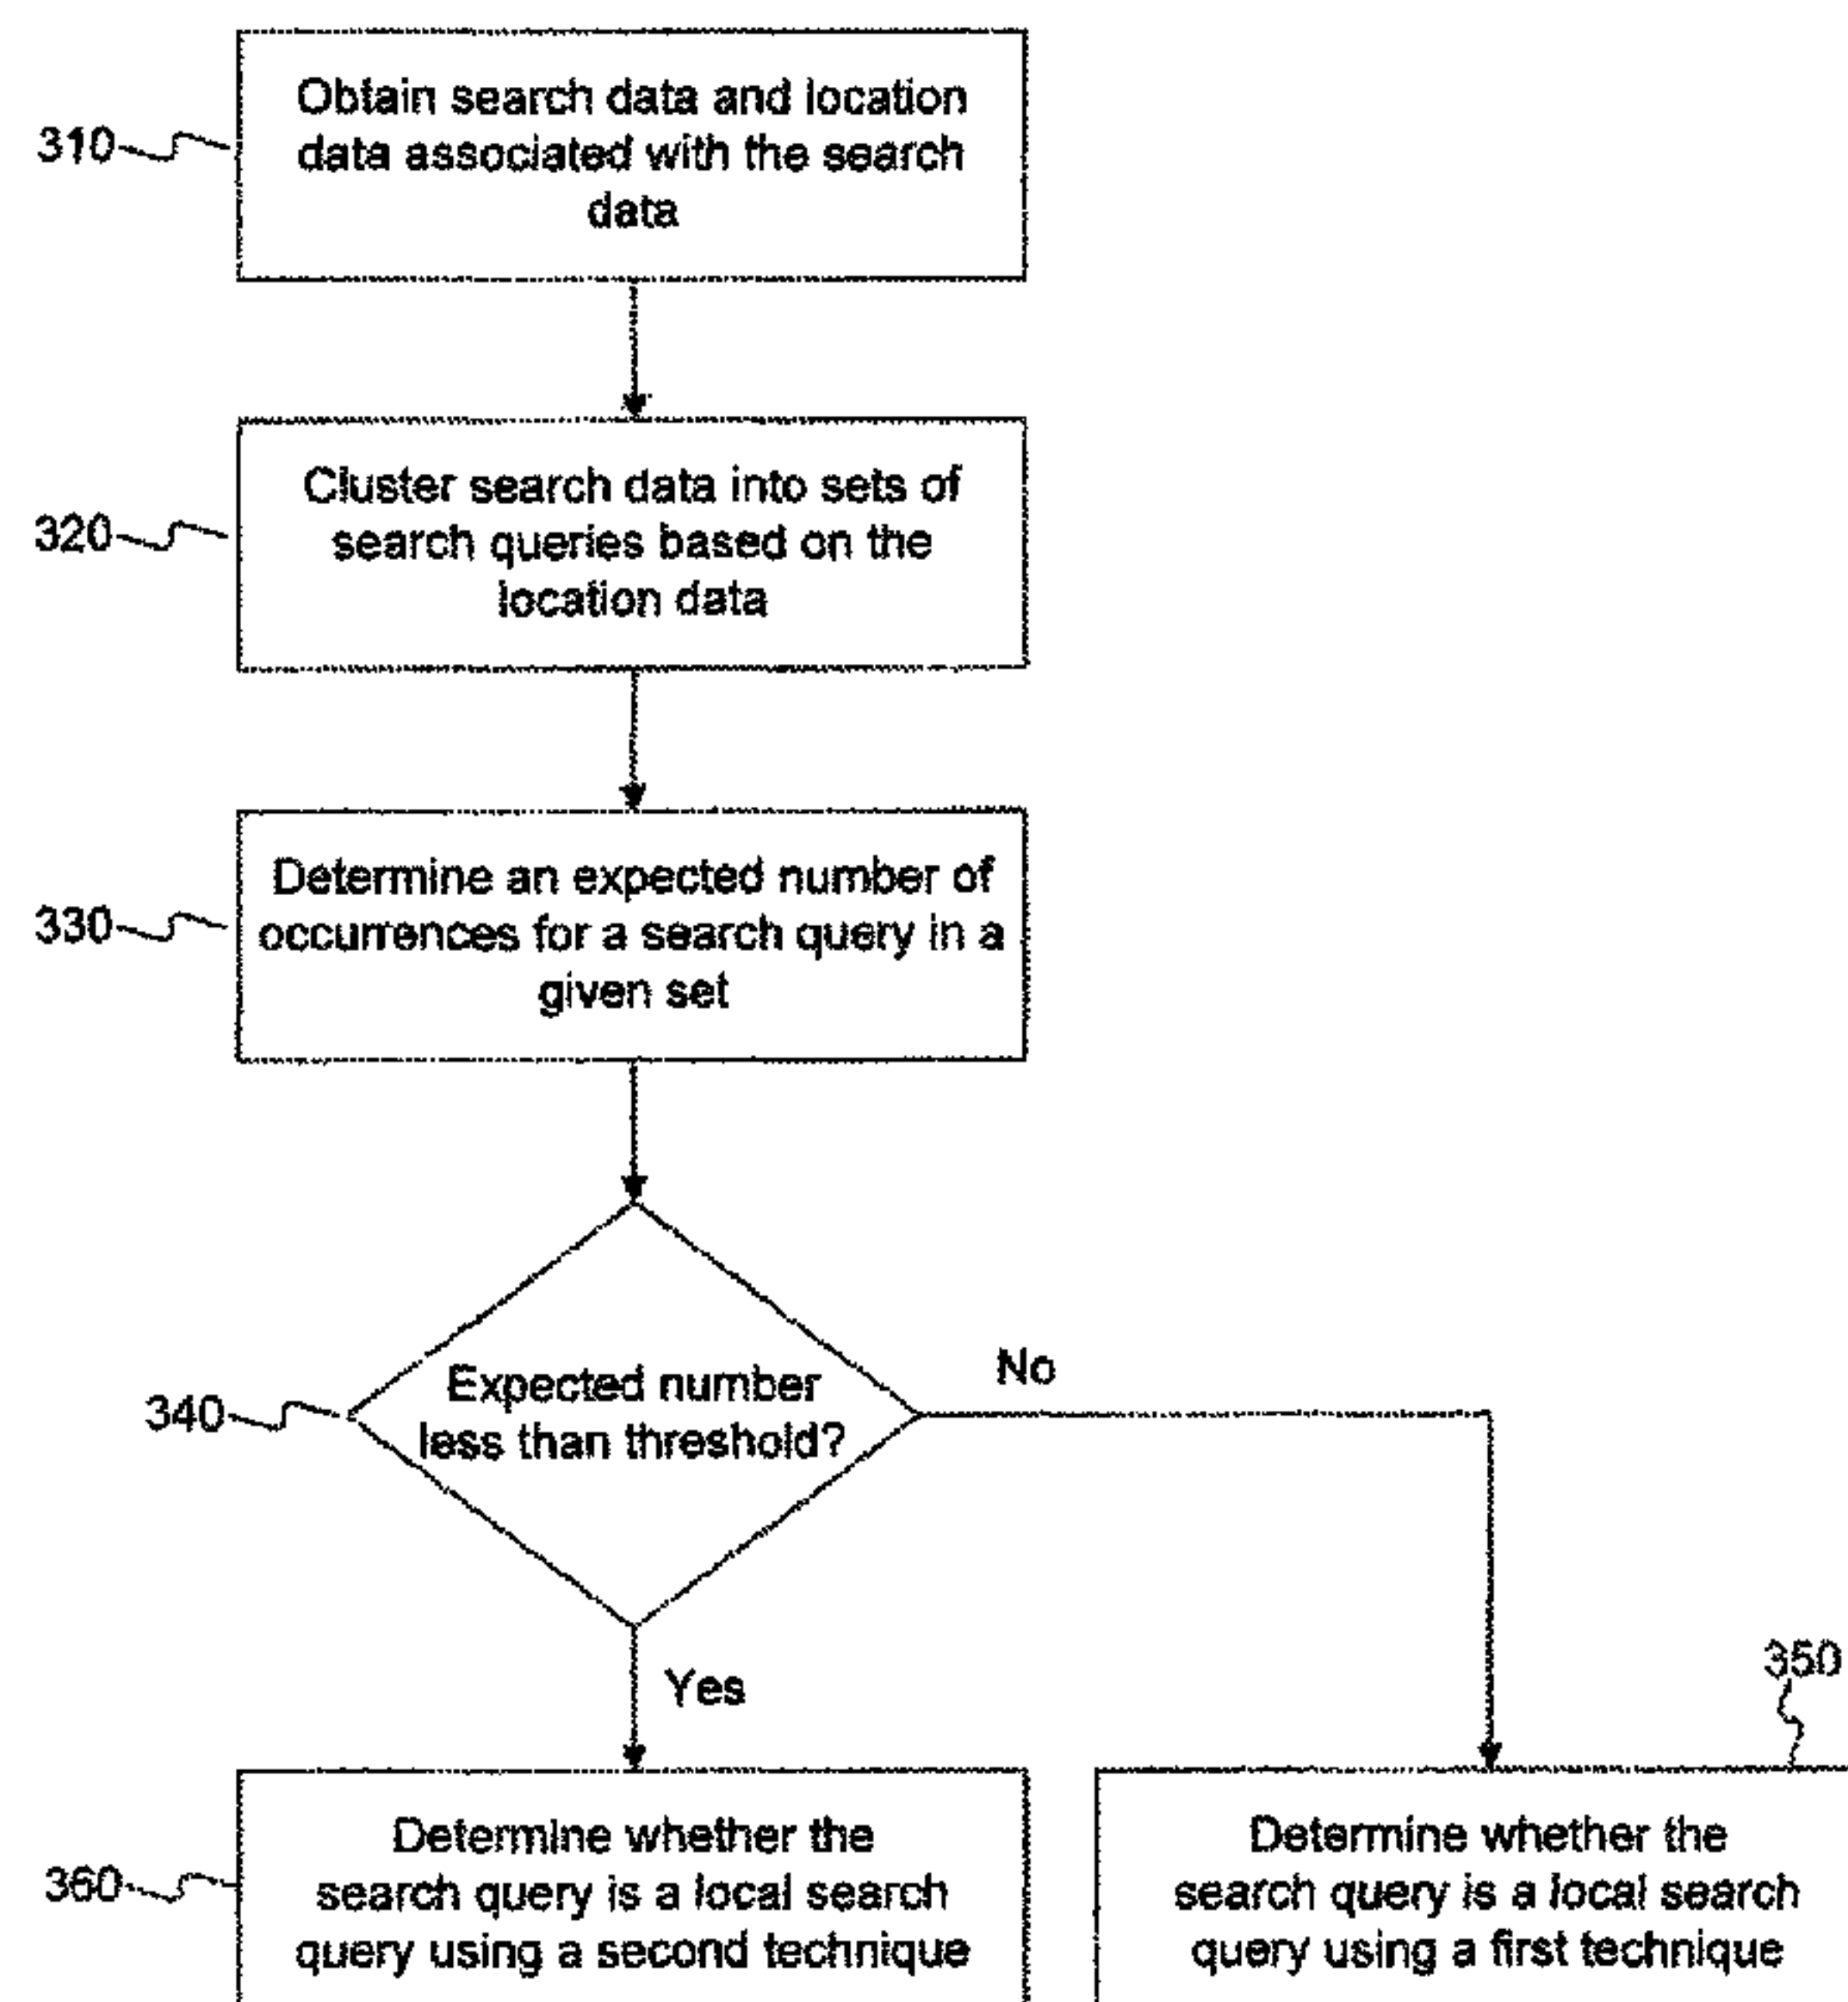 Obtain search data and location
data associated with the search
data
310
Cluster search data into sets of
search queries based on the
location data
320
Determine an expected number of
occurrences for a search query in a
given set
330
Expected number
less than threshold?
340
No
Yes
350
Determine whether the
search query is a local search
query using a second technique
360
Determine whether the
search query is a local search
query using a first technique